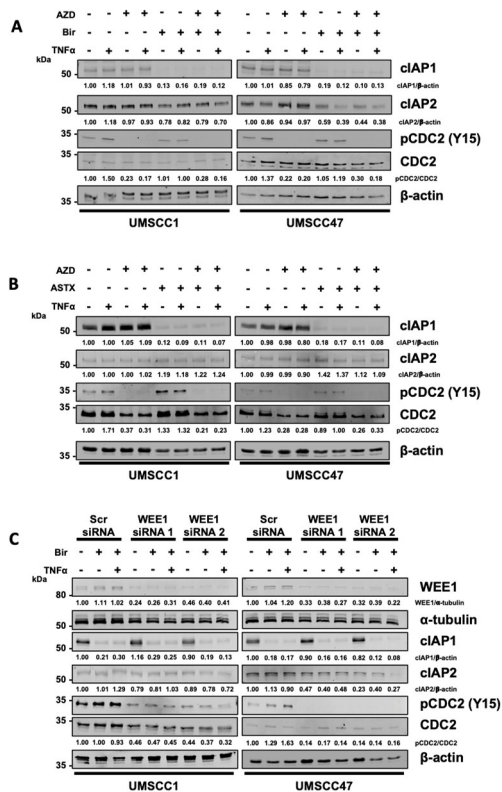 A
AZD - - + + - - + + - - + + - - + +
Bir - - - - + + + + - - - - + + + +
TNFα - + - + - + - + - + - + - + - +
kDa
50 cIAP1
1.00 1.18 1.01 0.93 0.13 0.16 0.19 0.12 1.00 1.01 0.85 0.79 0.19 0.12 0.10 0.13 cIAP1/β-actin
50 cIAP2
1.00 1.18 0.97 0.93 0.78 0.82 0.79 0.70 1.00 0.86 0.94 0.97 0.59 0.39 0.44 0.38 cIAP2/β-actin
35 pCDC2 (Y15)
35 CDC2
1.00 1.50 0.23 0.17 1.01 1.00 0.28 0.16 1.00 1.37 0.22 0.20 1.05 1.19 0.30 0.18 pCDC2/CDC2
35 β-actin
UMSCC1 UMSCC47
B
AZD - - + + - - + + - - + + - - + +
ASTX - - - - + + + + - - - - + + + +
TNFα - + - + - + - + - + - + - + - +
kDa
50 cIAP1
1.00 1.00 1.05 1.09 0.12 0.09 0.11 0.07 1.00 0.98 0.98 0.80 0.18 0.17 0.11 0.08 cIAP1/β-actin
50 cIAP2
1.00 1.00 1.00 1.02 1.19 1.18 1.22 1.24 1.00 0.99 0.99 0.90 1.42 1.37 1.12 1.09 cIAP2/β-actin
35 pCDC2 (Y15)
35 CDC2
1.00 1.71 0.37 0.31 1.33 1.32 0.21 0.23 1.00 1.23 0.28 0.28 0.89 1.00 0.26 0.33 pCDC2/CDC2
35 β-actin
UMSCC1 UMSCC47
C
Scr WEE1 WEE1 Scr WEE1 WEE1
siRNA siRNA 1 siRNA 2 siRNA siRNA 1 siRNA 2
Bir - + + - + + - + + - + + - + + - + +
TNFα - - + - - + - - + - - + - - + - - +
kDa
80 WEE1
1.00 1.11 1.02 0.24 0.26 0.31 0.46 0.40 0.41 1.00 1.04 1.20 0.33 0.38 0.27 0.32 0.39 0.22 WEE1/α-tubulin
50 α-tubulin
50 cIAP1
1.00 0.21 0.30 1.16 0.29 0.25 0.90 0.19 0.13 1.00 0.18 0.17 0.90 0.16 0.16 0.82 0.12 0.08 cIAP1/β-actin
50 cIAP2
1.00 1.01 1.29 0.79 0.81 1.03 0.89 0.78 0.72 1.00 1.13 0.90 0.47 0.40 0.48 0.23 0.40 0.27 cIAP2/β-actin
35 pCDC2 (Y15)
35 CDC2
1.00 1.00 0.93 0.46 0.47 0.45 0.44 0.37 0.32 1.00 1.29 1.63 0.14 0.17 0.14 0.14 0.14 0.16 pCDC2/CDC2
35 β-actin
UMSCC1 UMSCC47